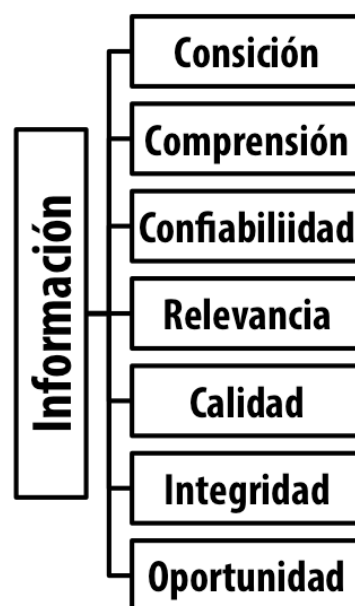 Información
Consición
Comprensión
Confiabiliidad
Relevancia
Calidad
Integridad
Oportunidad